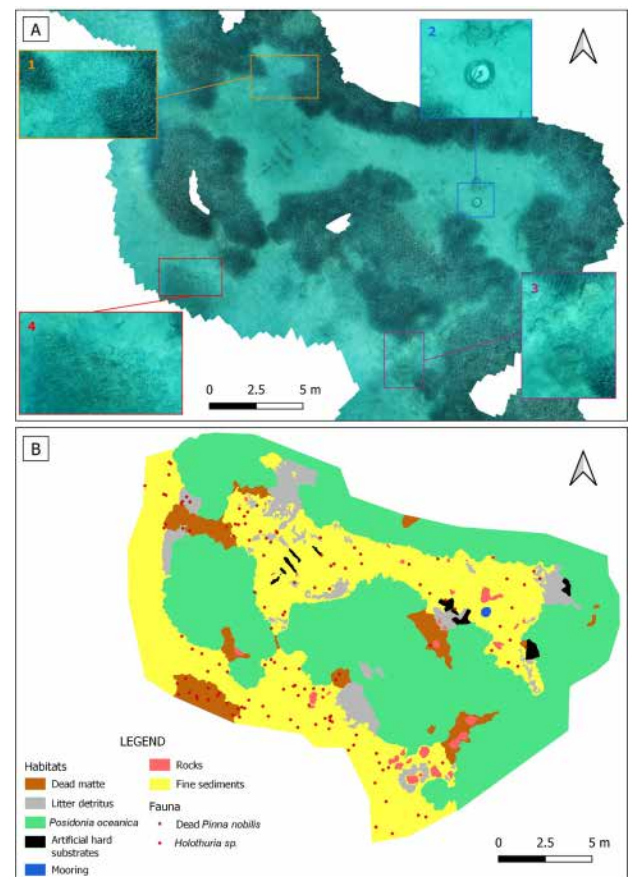 A
1
2
3
4
0 2.5 5 m
B
LEGEND
Habitats
Dead matte
Litter detritus
Posidonia oceanica
Artificial hard
substrates
Mooring
Rocks
Fine sediments
Fauna
Dead Pinna nobilis
Holothuria sp.
0 2.5 5 m